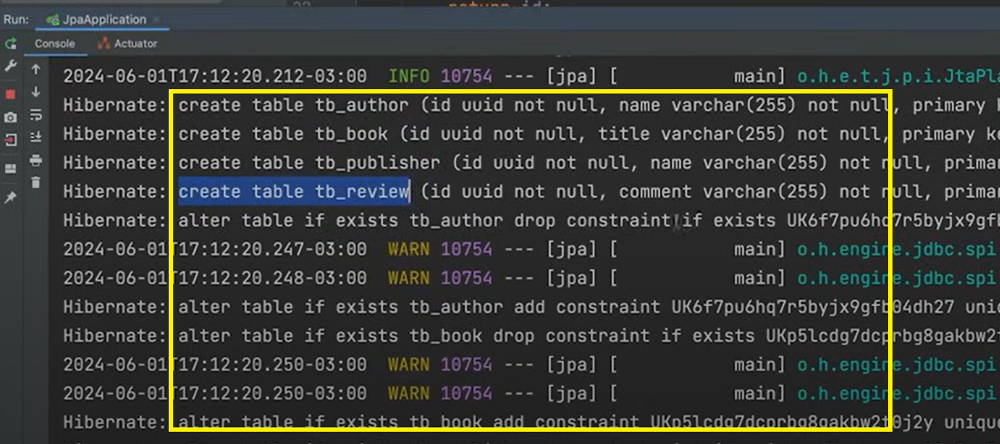 return id;
Run: JpaApplication ×
Console Actuator
2024-06-01T17:12:20.212-03:00 INFO 10754 --- [jpa] [ main] o.h.e.t.j.p.i.JtaPla
Hibernate: create table tb_author (id uuid not null, name varchar(255) not null, primary k
Hibernate: create table tb_book (id uuid not null, title varchar(255) not null, primary ke
Hibernate: create table tb_publisher (id uuid not null, name varchar(255) not null, primar
Hibernate: create table tb_review (id uuid not null, comment varchar(255) not null, primar
Hibernate: alter table if exists tb_author drop constraint if exists UK6f7pu6hq7r5byjx9gfb
2024-06-01T17:12:20.247-03:00 WARN 10754 --- [jpa] [ main] o.h.engine.jdbc.spi
2024-06-01T17:12:20.248-03:00 WARN 10754 --- [jpa] [ main] o.h.engine.jdbc.spi
Hibernate: alter table if exists tb_author add constraint UK6f7pu6hq7r5byjx9gfb04dh27 uniq
Hibernate: alter table if exists tb_book drop constraint if exists UKp5lcdg7dcprbg8gakbw2t
2024-06-01T17:12:20.250-03:00 WARN 10754 --- [jpa] [ main] o.h.engine.jdbc.spi
2024-06-01T17:12:20.250-03:00 WARN 10754 --- [jpa] [ main] o.h.engine.jdbc.spi
Hibernate: alter table if exists tb_book add constraint UKp5lcdg7dcprbg8gakbw2t0j2y unique